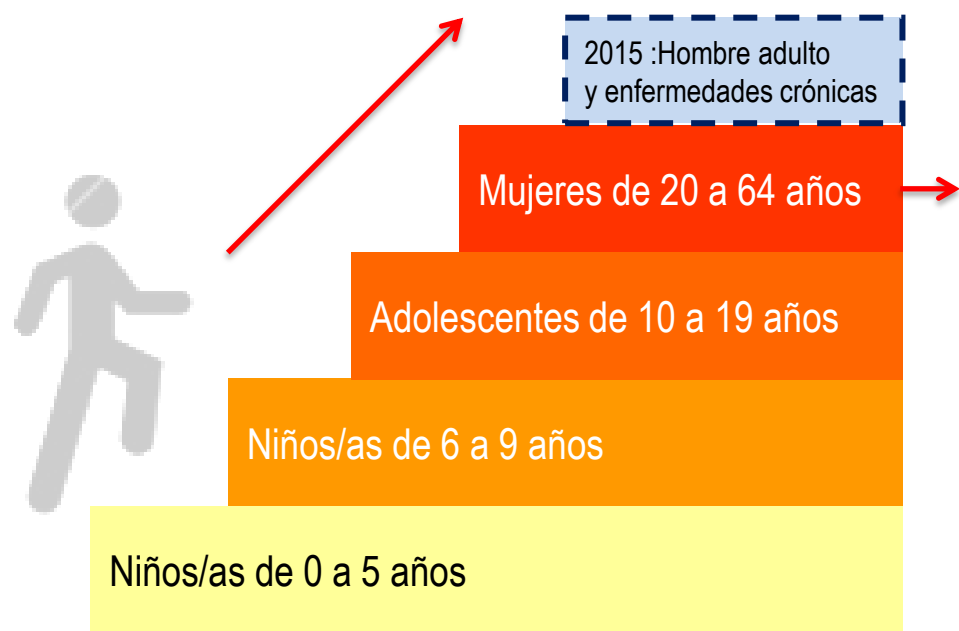 2015 :Hombre adulto
y enfermedades crónicas
Mujeres de 20 a 64 años
Adolescentes de 10 a 19 años
Niños/as de 6 a 9 años
Niños/as de 0 a 5 años